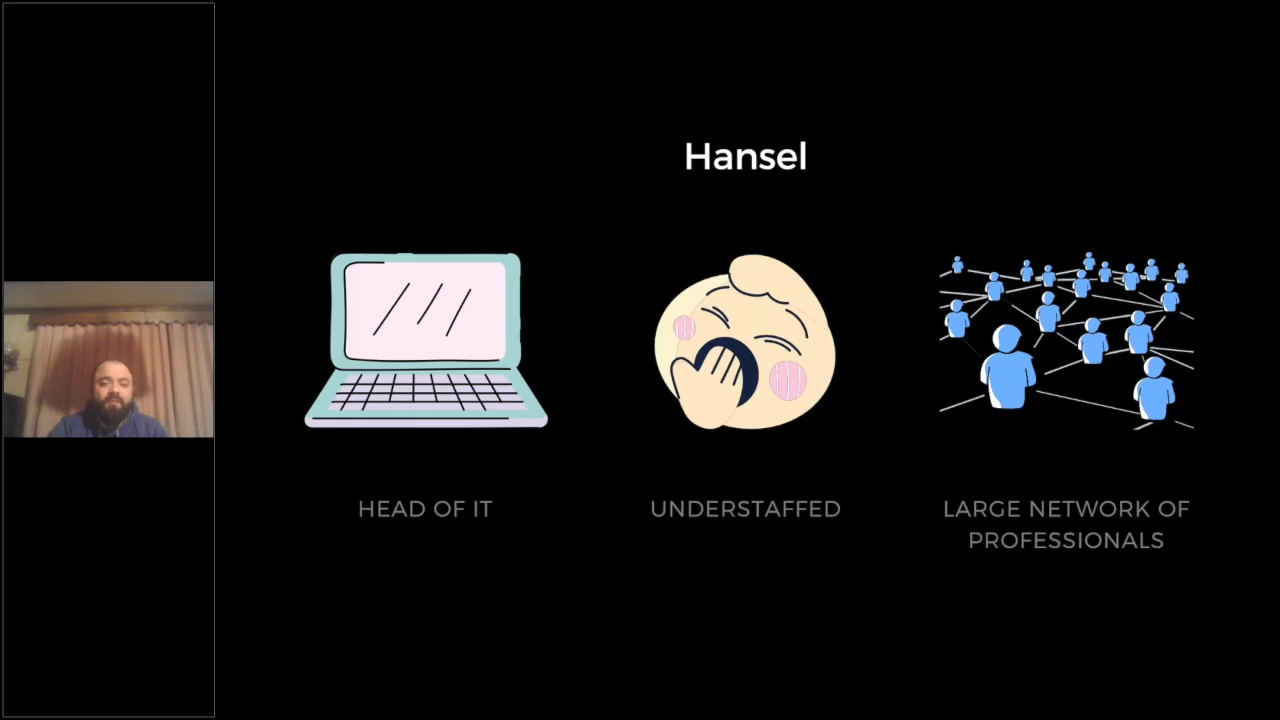 Hansel
HEAD OF IT
UNDERSTAFFED
LARGE NETWORK OF
PROFESSIONALS